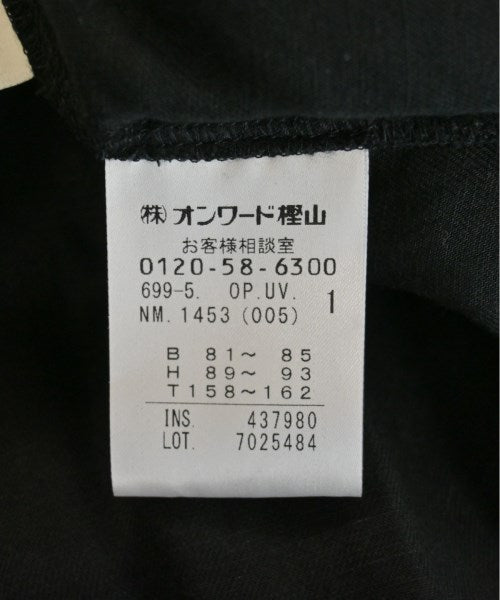 ㈱オンワード樫山
お客様相談室
0120-58-6300
699-5. OP.UV. 1
NM. 1453 (005)
B 81～ 85
H 89～ 93
T158～162
INS. 437980
LOT. 7025484